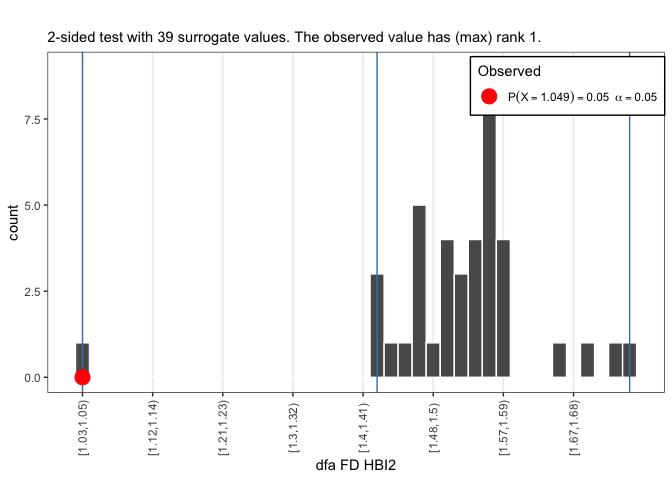 2-sided test with 39 surrogate values. The observed value has (max) rank 1.
Observed
P(X = 1.049) = 0.05 α = 0.05
count
7.5
5.0
2.5
0.0
[1.03,1.05)
[1.12,1.14)
[1.21,1.23)
[1.3,1.32)
[1.4,1.41)
[1.48,1.5)
[1.57,1.59)
[1.67,1.68)
dfa FD HBI2